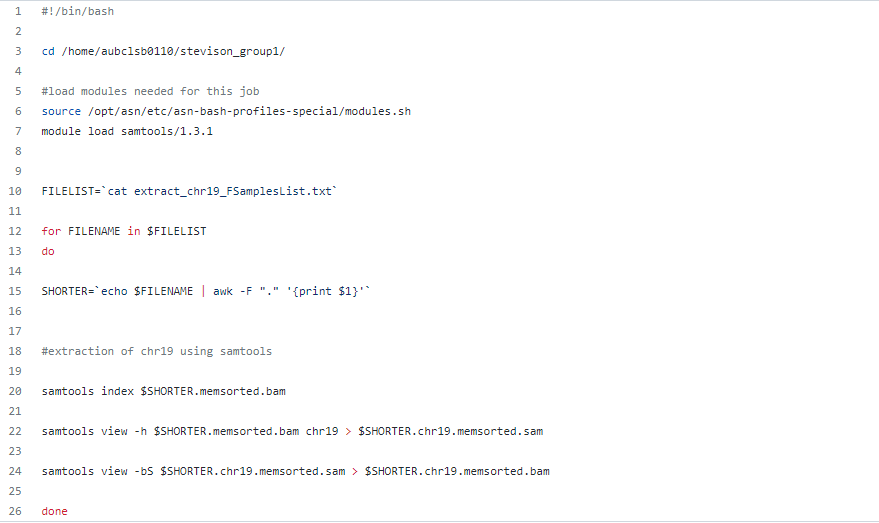 1 #!/bin/bash
2
3 cd /home/aubclsb0110/stevison_group1/
4
5 #load modules needed for this job
6 source /opt/asn/etc/asn-bash-profiles-special/modules.sh
7 module load samtools/1.3.1
8
9
10 FILELIST=`cat extract_chr19_FSamplesList.txt`
11
12 for FILENAME in $FILELIST
13 do
14
15 SHORTER=`echo $FILENAME | awk -F "." '{print $1}'`
16
17
18 #extraction of chr19 using samtools
19
20 samtools index $SHORTER.memsorted.bam
21
22 samtools view -h $SHORTER.memsorted.bam chr19 > $SHORTER.chr19.memsorted.sam
23
24 samtools view -bS $SHORTER.chr19.memsorted.sam > $SHORTER.chr19.memsorted.bam
25
26 done